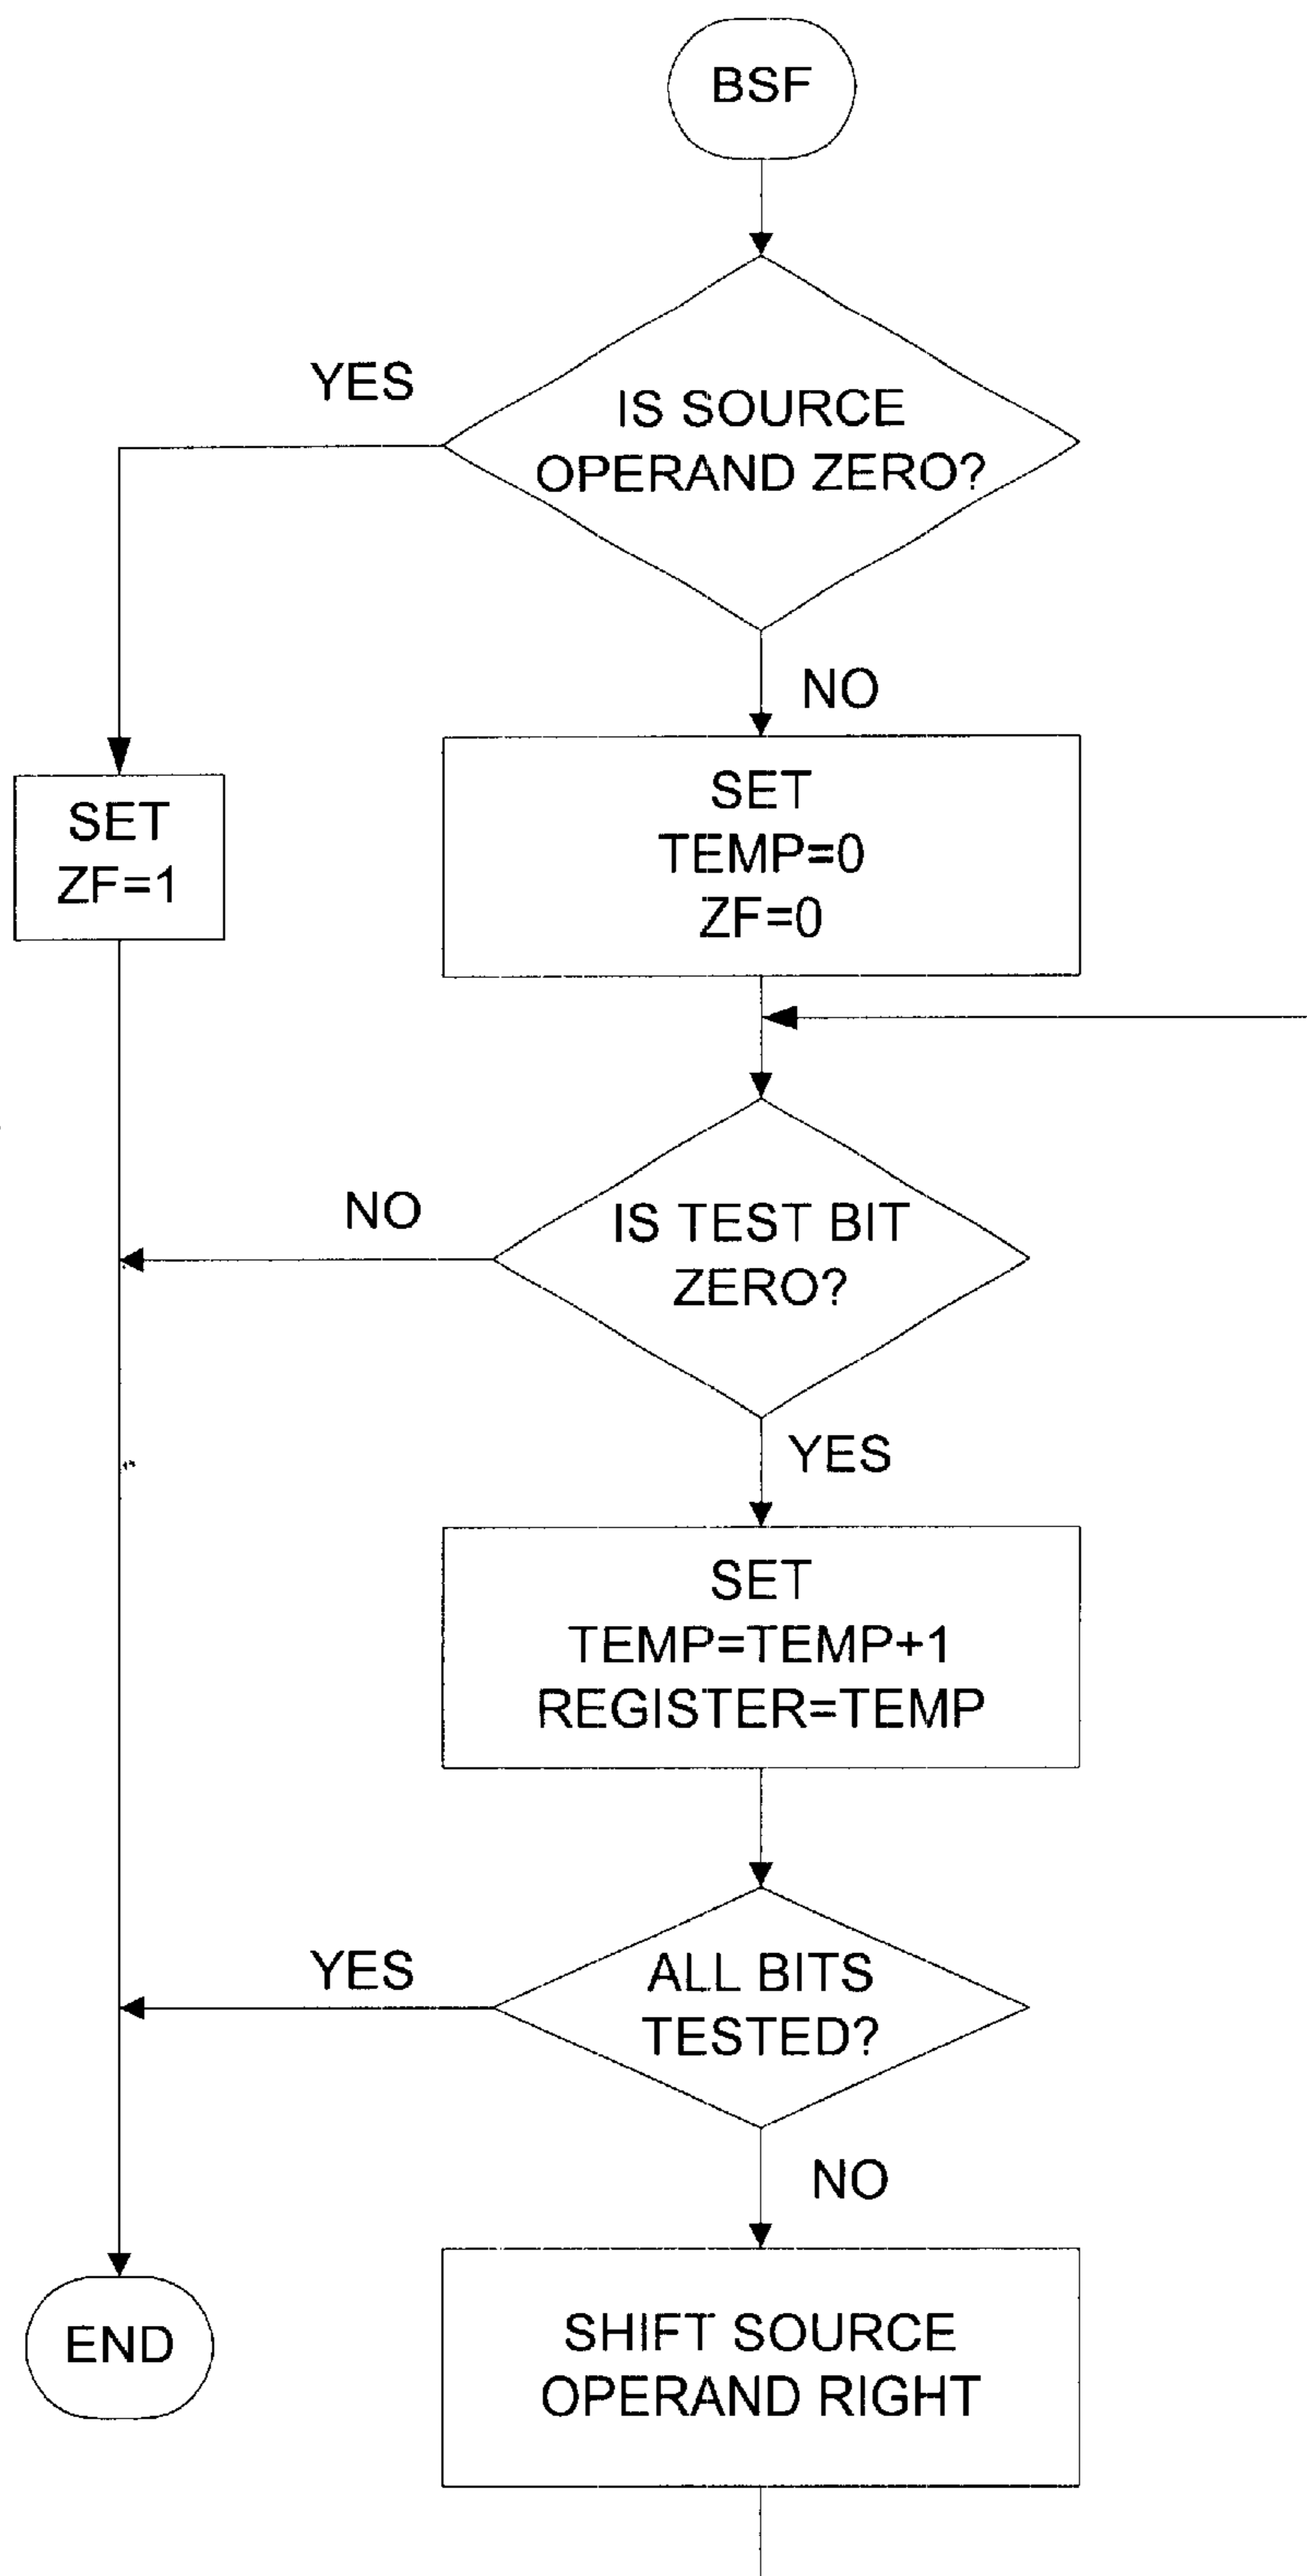 BSF
YES
IS SOURCE
OPERAND ZERO?
NO
SET
ZF=1
SET
TEMP=0
ZF=0
NO
IS TEST BIT
ZERO?
YES
SET
TEMP=TEMP+1
REGISTER=TEMP
YES
ALL BITS
TESTED?
NO
END
SHIFT SOURCE
OPERAND RIGHT